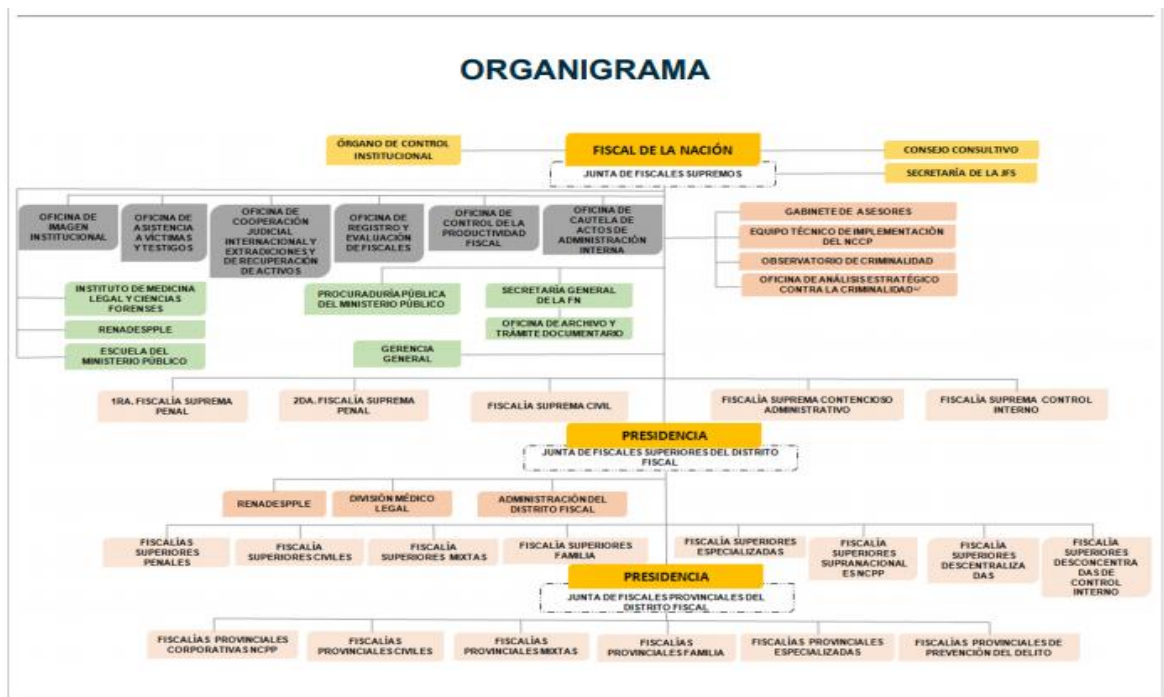 ORGANIGRAMA
ÓRGANO DE CONTROL
INSTITUCIONAL
FISCAL DE LA NACIÓN
JUNTA DE FISCALES SUPREMOS
CONSEJO CONSULTIVO
SECRETARÍA DE LA JFS
OFICINA DE
IMAGEN
INSTITUCIONAL
OFICINA DE
ASISTENCIA
A VÍCTIMAS
Y TESTIGOS
OFICINA DE
COOPERACIÓN
JUDICIAL
INTERNACIONAL Y
EXTRADICIONES Y
DE RECUPERACIÓN
DE ACTIVOS
OFICINA DE
REGISTRO Y
EVALUACIÓN
DE FISCALES
OFICINA DE
CONTROL DE LA
PRODUCTIVIDAD
FISCAL
OFICINA DE
CAUTELA DE
ACTOS DE
ADMINISTRACIÓN
INTERNA
GABINETE DE ASESORES
EQUIPO TÉCNICO DE IMPLEMENTACIÓN
DEL NCCP
OBSERVATORIO DE CRIMINALIDAD
OFICINA DE ANÁLISIS ESTRATÉGICO
CONTRA LA CRIMINALIDAD
INSTITUTO DE MEDICINA
LEGAL Y CIENCIAS
FORENSES
RENADESPPLE
ESCUELA DEL
MINISTERIO PÚBLICO
PROCURADURÍA PÚBLICA
DEL MINISTERIO PÚBLICO
SECRETARÍA GENERAL
DE LA FN
OFICINA DE ARCHIVO Y
TRÁMITE DOCUMENTARIO
GERENCIA
GENERAL
1RA. FISCALÍA SUPREMA
PENAL
2DA. FISCALÍA SUPREMA
PENAL
FISCALÍA SUPREMA CIVIL
FISCALÍA SUPREMA CONTENCIOSO
ADMINISTRATIVO
FISCALÍA SUPREMA CONTROL
INTERNO
PRESIDENCIA
JUNTA DE FISCALES SUPERIORES DEL DISTRITO
FISCAL
RENADESPPLE
DIVISIÓN MÉDICO
LEGAL
ADMINISTRACIÓN DEL
DISTRITO FISCAL
FISCALÍAS
SUPERIORES
PENALES
FISCALÍA
SUPERIORES CIVILES
FISCALÍA
SUPERIORES MIXTAS
FISCALÍA SUPERIORES
FAMILIA
FISCALÍA SUPERIORES
ESPECIALIZADAS
FISCALÍA
SUPERIORES
SUPRANACIONAL
ES NCPP
FISCALÍA
SUPERIORES
DESCENTRALIZA
DAS
FISCALÍA
SUPERIORES
DESCONCENTRA
DAS DE
CONTROL
INTERNO
PRESIDENCIA
JUNTA DE FISCALES PROVINCIALES DEL
DISTRITO FISCAL
FISCALÍAS PROVINCIALES
CORPORATIVAS NCPP
FISCALÍAS
PROVINCIALES CIVILES
FISCALÍAS
PROVINCIALES MIXTAS
FISCALÍAS
PROVINCIALES FAMILIA
FISCALÍAS PROVINCIALES
ESPECIALIZADAS
FISCALÍAS PROVINCIALES DE
PREVENCIÓN DEL DELITO